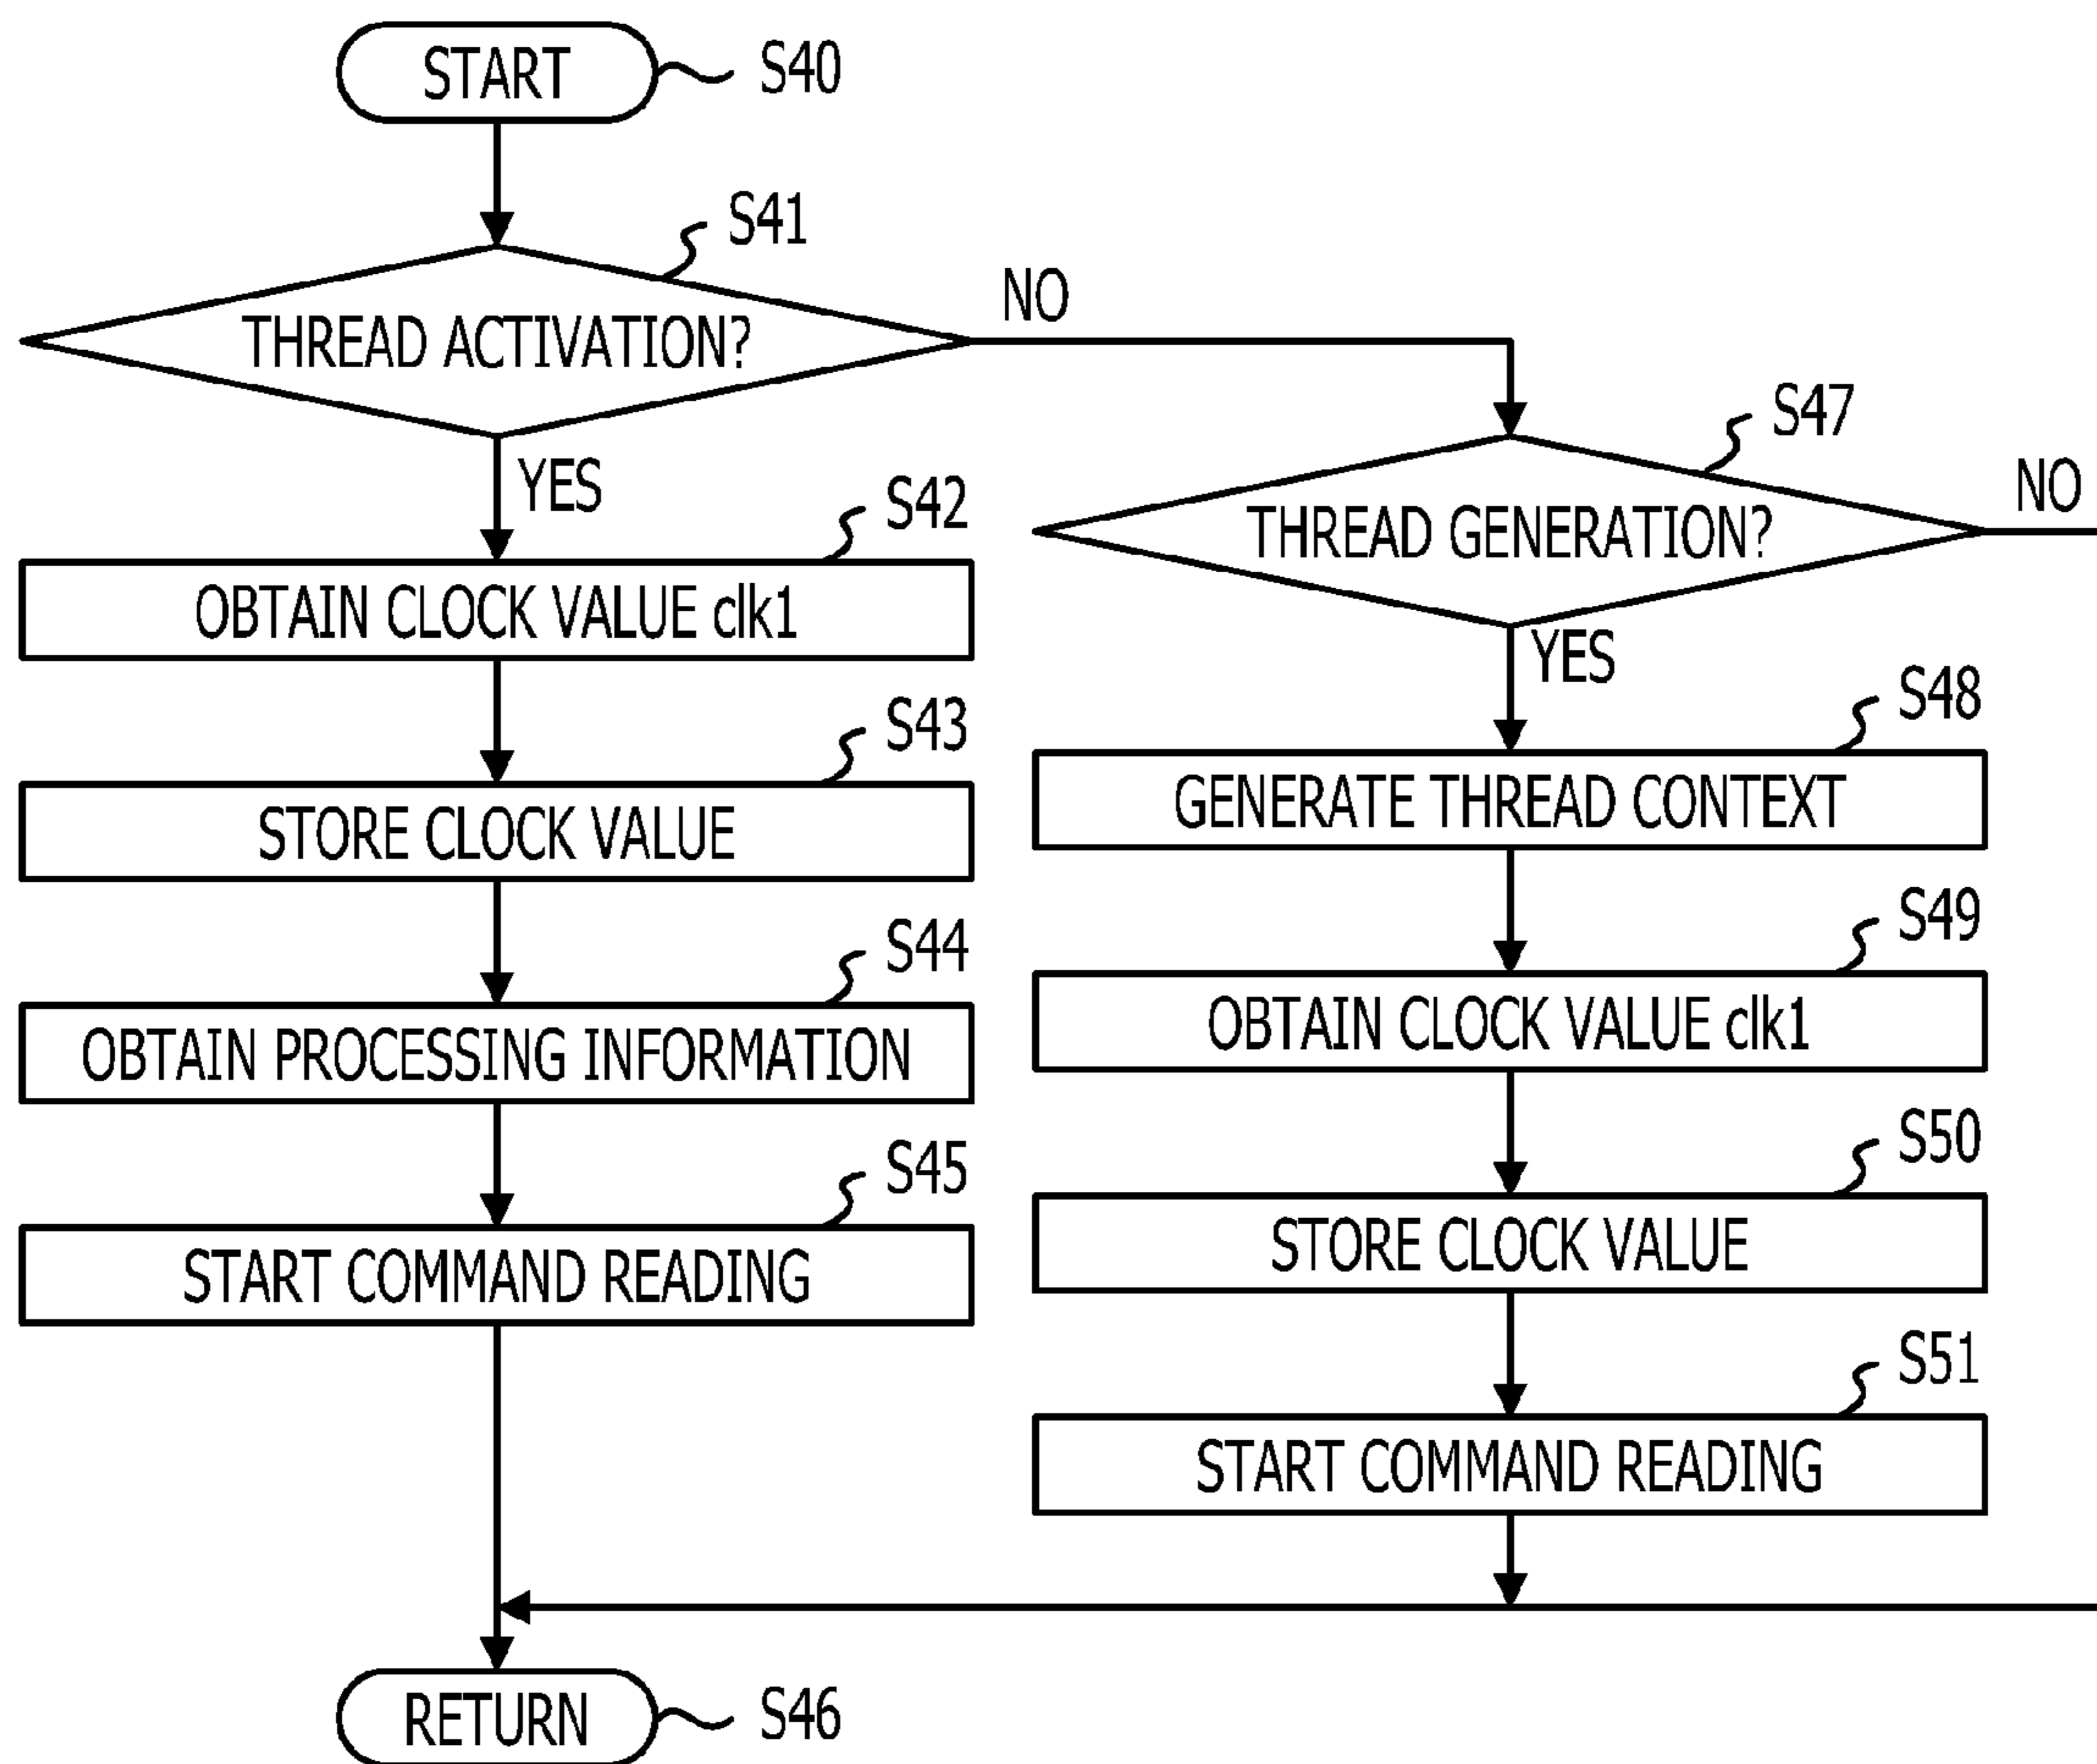 START
S40
S41
THREAD ACTIVATION?
NO
YES
S42
OBTAIN CLOCK VALUE clk1
S43
STORE CLOCK VALUE
S44
OBTAIN PROCESSING INFORMATION
S45
START COMMAND READING
S47
THREAD GENERATION?
NO
YES
S48
GENERATE THREAD CONTEXT
S49
OBTAIN CLOCK VALUE clk1
S50
STORE CLOCK VALUE
S51
START COMMAND READING
RETURN
S46